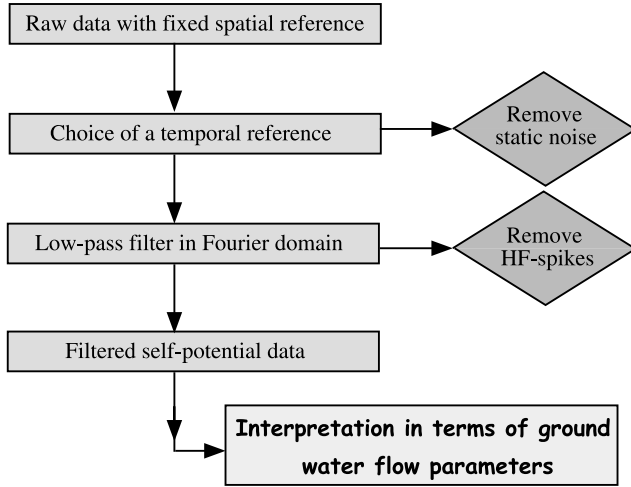 Raw data with fixed spatial reference
Choice of a temporal reference
Remove
static noise
Low-pass filter in Fourier domain
Remove
HF-spikes
Filtered self-potential data
Interpretation in terms of ground
water flow parameters